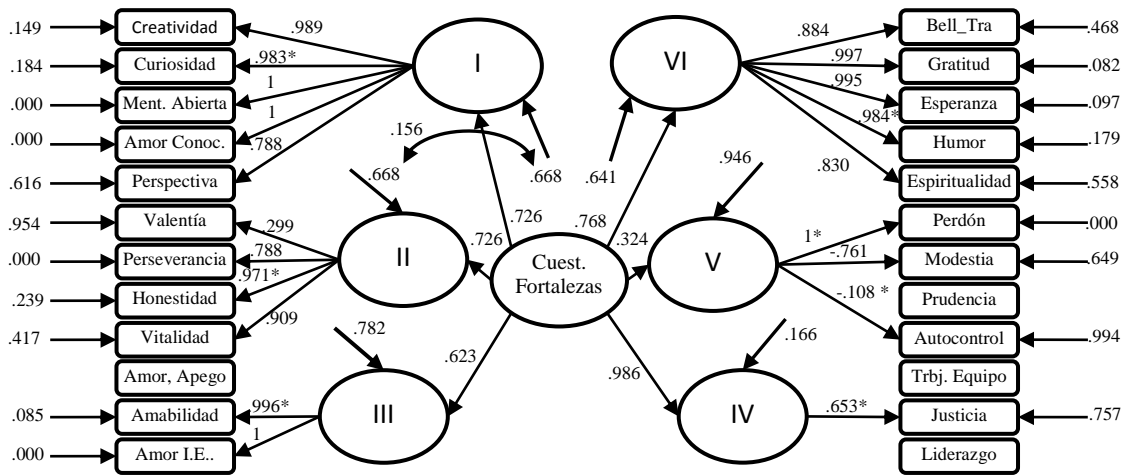 .149 Creatividad .989 I VI .884 Bell_Tra .468
.184 Curiosidad .983* .997 Gratitud .082
.000 Ment. Abierta 1 .995 Esperanza .097
.000 Amor Conoc. 1 .984* Humor .179
.616 Perspectiva .788 .156 .668 .641 .830 Espiritualidad .558
.954 Valentía .299 .668 .726 .768 .946 Perdón .000
.000 Perseverancia .788 II .726 Cuest. .324 V 1* -.761 Modestia .649
.239 Honestidad .971* Fortalezas -.108 * Prudencia
.417 Vitalidad .909 .782 .166 Autocontrol .994
Amor, Apego .623 .986 Trbj. Equipo
.085 Amabilidad .996* III IV .653* Justicia .757
.000 Amor I.E.. 1 Liderazgo